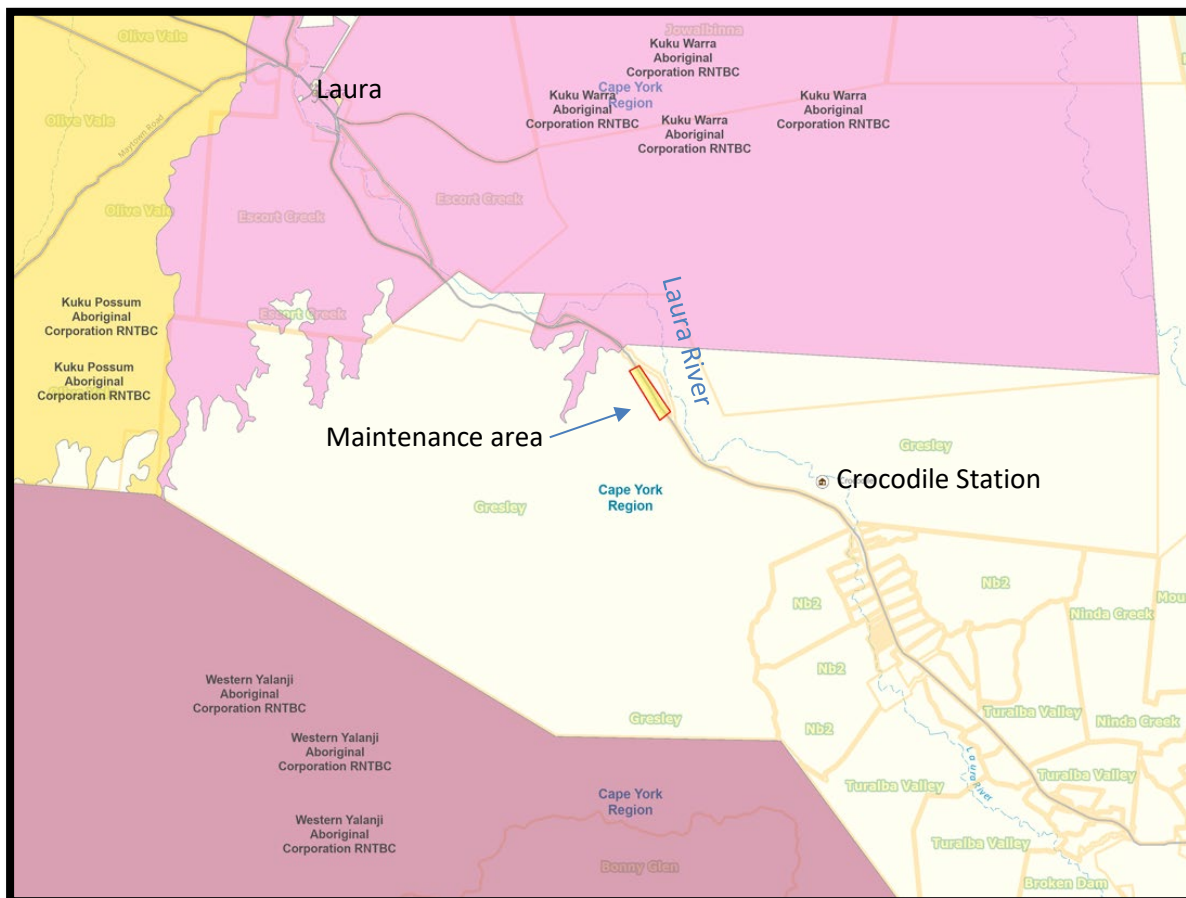 Olive Vale
Jowalbinna
Kuku Warra
Aboriginal
Corporation RNTBC
Cape York
Region
Laura
Kuku Warra
Aboriginal
Corporation RNTBC
Kuku Warra
Aboriginal
Corporation RNTBC
Kuku Warra
Aboriginal
Corporation RNTBC
Olive Vale
Maytown Road
Olive Vale
Escort Creek
Escort Creek
Kuku Possum
Aboriginal
Corporation RNTBC
Escort Creek
Laura River
Kuku Possum
Aboriginal
Corporation RNTBC
Maintenance area
Gresley
Crocodile Station
Cape York
Region
Gresley
Nb2
Nb2
Ninda Creek
Nb2
Western Yalanji
Aboriginal
Corporation RNTBC
Gresley
Turalba Valley
Ninda Creek
Nb2
Western Yalanji
Aboriginal
Corporation RNTBC
Laura River
Turalba Valley
Turalba Valley
Cape York
Region
Western Yalanji
Aboriginal
Corporation RNTBC
Turalba Valley
Bonny Glen
Broken Dam